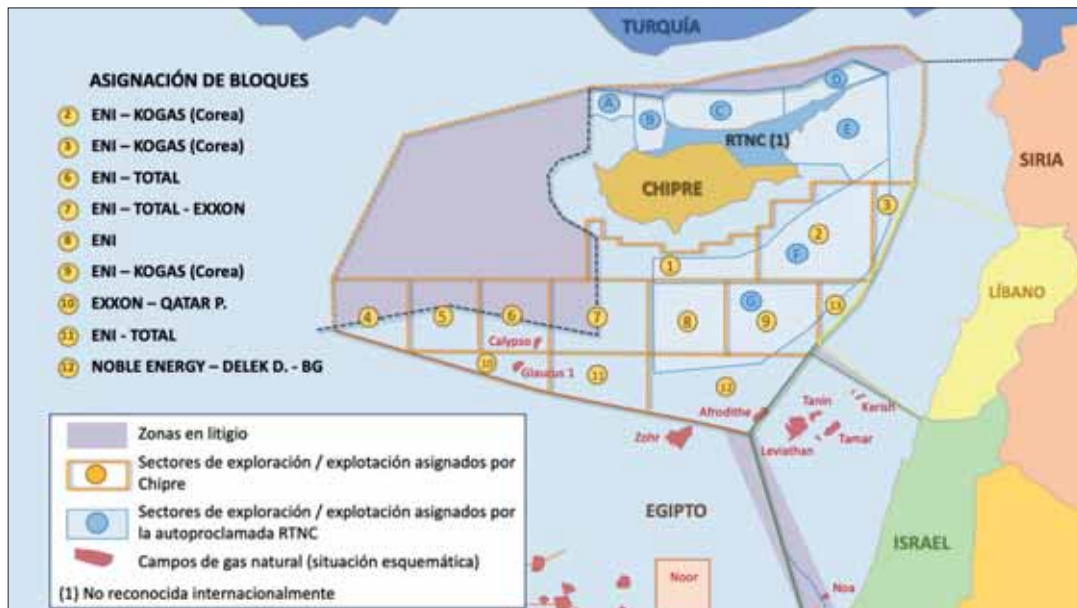 TURQUÍA
ASIGNACIÓN DE BLOQUES
2 ENI – KOGAS (Corea)
3 ENI – KOGAS (Corea)
6 ENI – TOTAL
7 ENI – TOTAL - EXXON
8 ENI
9 ENI – KOGAS (Corea)
10 EXXON – QATAR P.
11 ENI - TOTAL
12 NOBLE ENERGY – DELEK D. - BG
A
B
C
D
E
RTNC (1)
SIRIA
CHIPRE
3
2
F
1
LÍBANO
4
5
6
7
8
G
9
13
Calypso
10
Glaucus 1
11
12
Afrodithe
Tanin
Karish
Zohr
Leviathan
Tamar
EGIPTO
ISRAEL
Noor
Noa
Zonas en litigio
Sectores de exploración / explotación asignados por
Chipre
Sectores de exploración / explotación asignados por
la autoproclamada RTNC
Campos de gas natural (situación esquemática)
(1) No reconocida internacionalmente